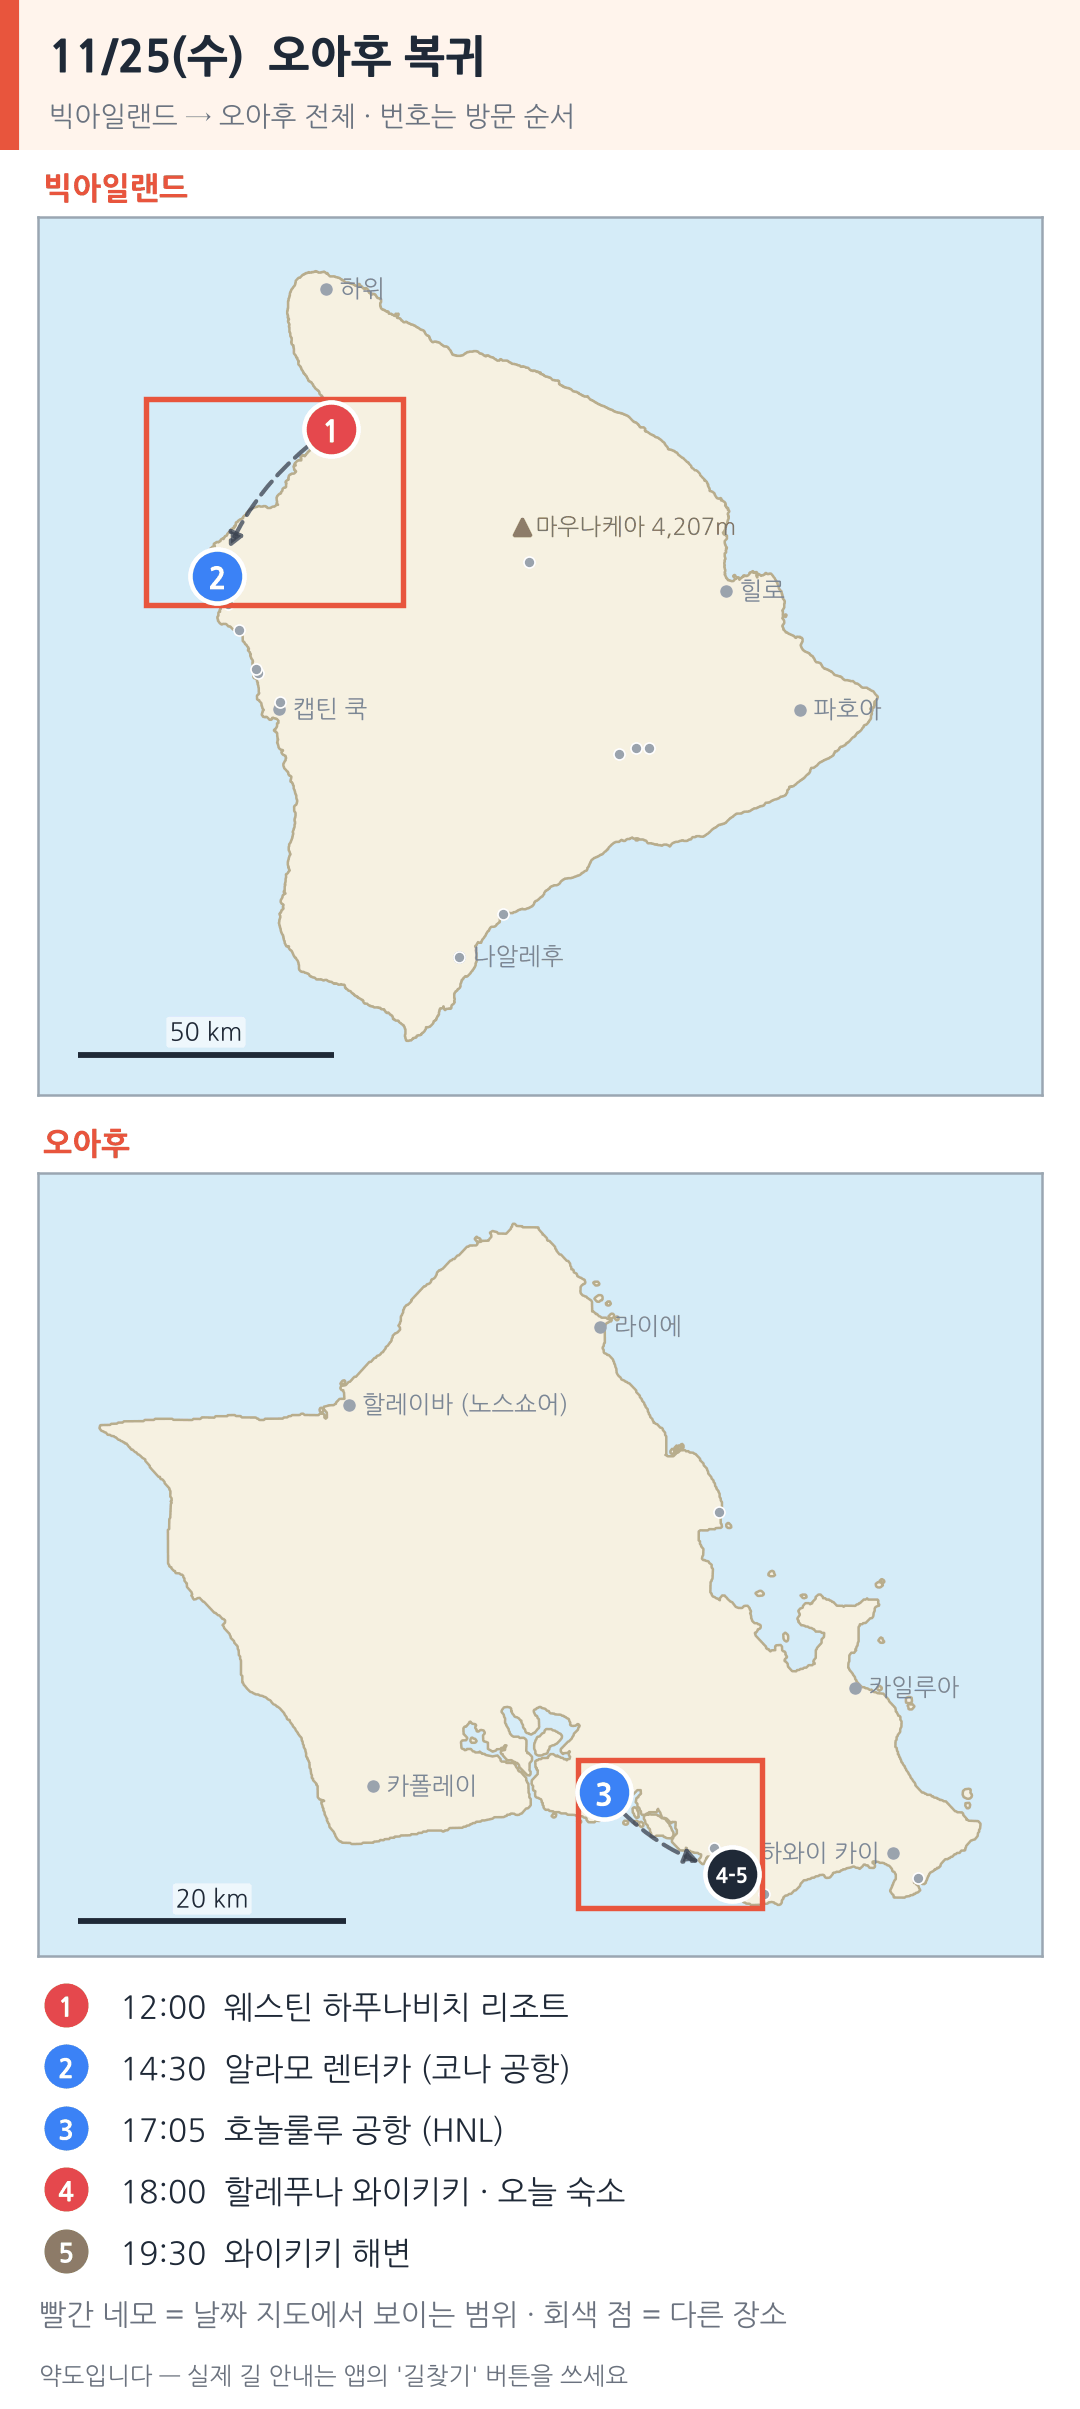 11/25(수) 오아후 복귀
빅아일랜드 → 오아후 전체 · 번호는 방문 순서
빅아일랜드
하위
1
마우나케아 4,207m
2
힐로
캡틴 쿡
파호아
나알레후
50 km
오아후
라이에
할레이바 (노스쇼어)
카일루아
카폴레이
3
하와이 카이
4-5
20 km
1 12:00 웨스틴 하푸나비치 리조트
2 14:30 알라모 렌터카 (코나 공항)
3 17:05 호놀룰루 공항 (HNL)
4 18:00 할레푸나 와이키키 · 오늘 숙소
5 19:30 와이키키 해변
빨간 네모 = 날짜 지도에서 보이는 범위 · 회색 점 = 다른 장소
약도입니다 — 실제 길 안내는 앱의 '길찾기' 버튼을 쓰세요